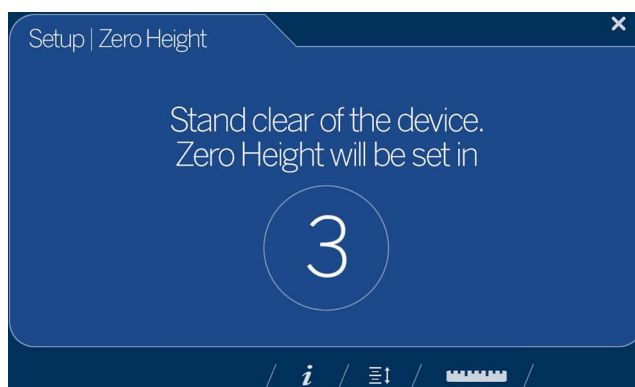 Setup | Zero Height
Stand clear of the device.
Zero Height will be set in
3
i